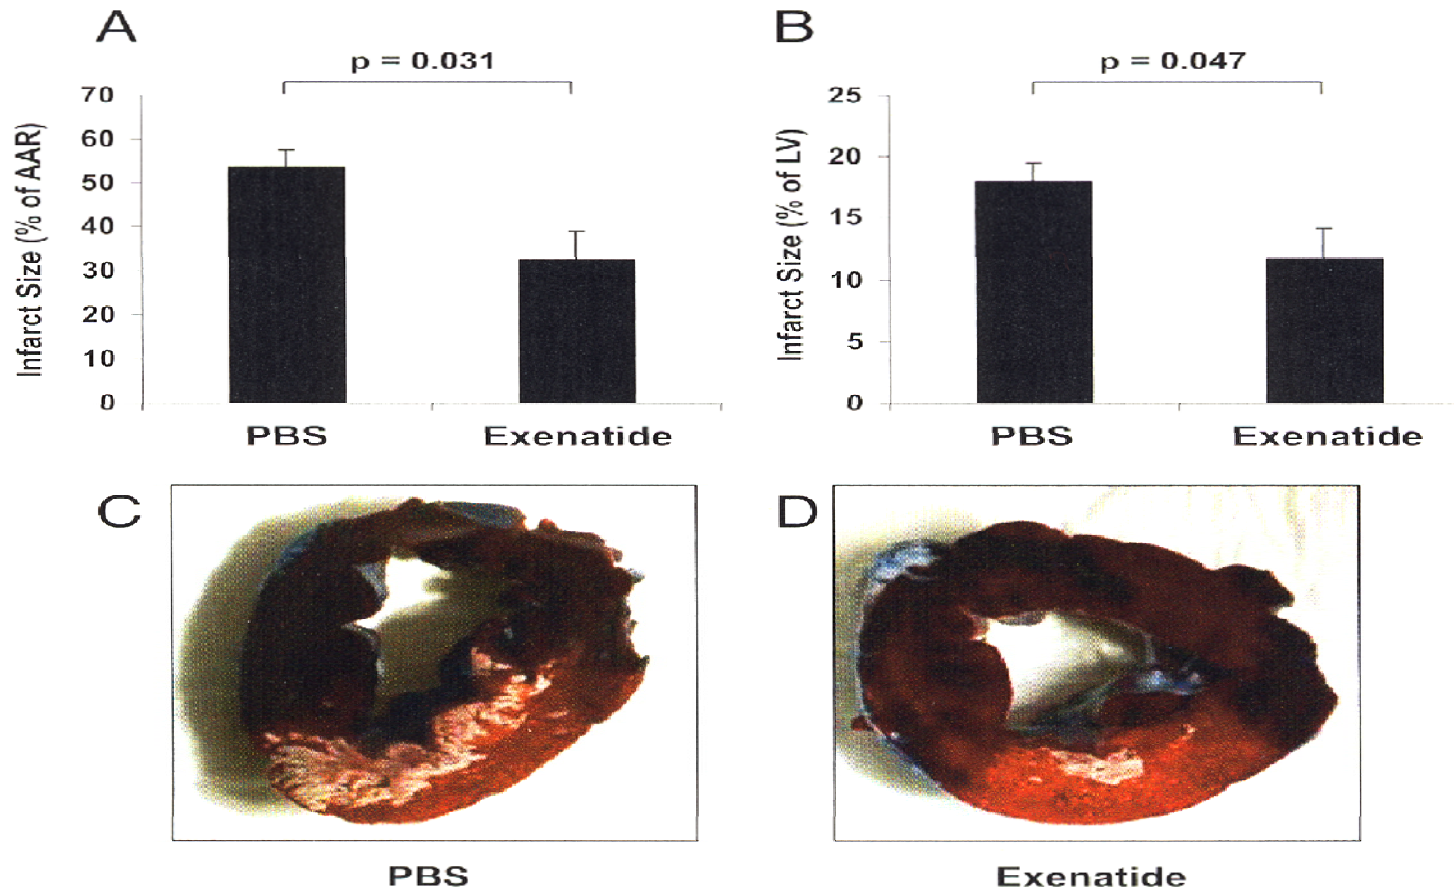 A
p = 0.031
70
60
50
40
30
20
10
0
Infarct Size (% of AAR)
PBS
Exenatide
B
p = 0.047
25
20
15
10
5
0
Infarct Size (% of LV)
PBS
Exenatide
C
PBS
D
Exenatide